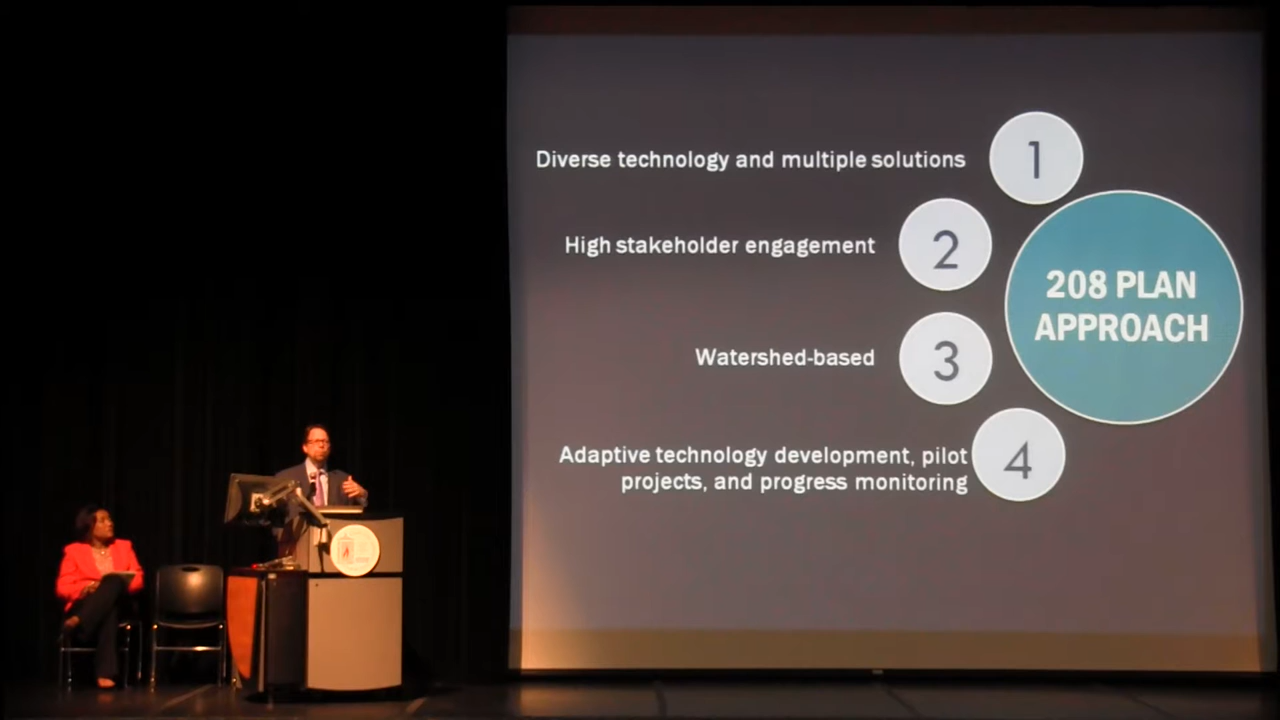 Diverse technology and multiple solutions
1
High stakeholder engagement
2
208 PLAN
APPROACH
Watershed-based
3
Adaptive technology development, pilot
projects, and progress monitoring
4